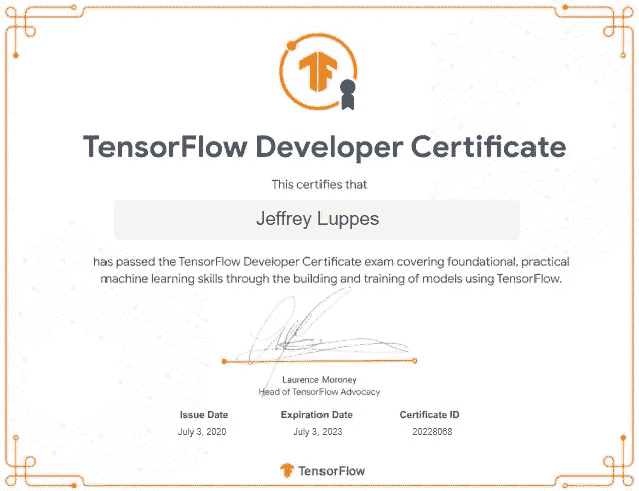 TensorFlow Developer Certificate
This certifies that
Jeffrey Luppes
has passed the TensorFlow Developer Certificate exam covering foundational, practical
machine learning skills through the building and training of models using TensorFlow.
Laurence Moroney
Head of TensorFlow Advocacy
Issue Date Expiration Date Certificate ID
July 3, 2020 July 3, 2023 20228068
TensorFlow